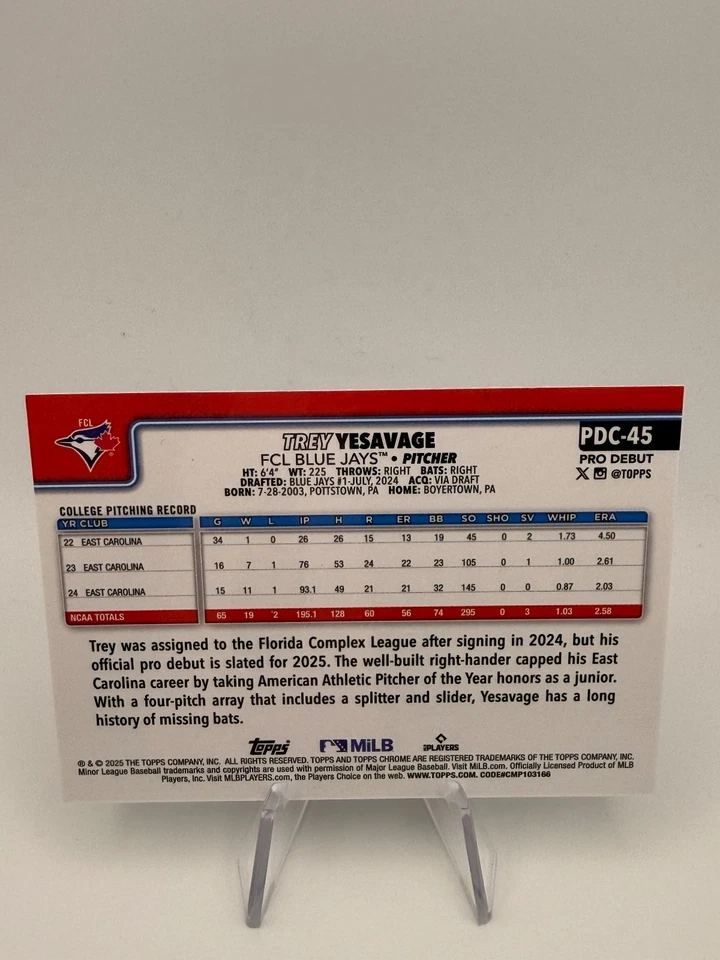 FCL
TREY YESAVAGE
FCL BLUE JAYS™ • PITCHER
HT: 6'4" WT: 225 THROWS: RIGHT BATS: RIGHT
DRAFTED: BLUE JAYS #1-JULY, 2024 ACQ: VIA DRAFT
BORN: 7-28-2003, POTTSTOWN, PA HOME: BOYERTOWN, PA
PDC-45
PRO DEBUT
X @TOPPS
COLLEGE PITCHING RECORD
YR CLUB G W L IP H R ER BB SO SHO SV WHIP ERA
22 EAST CAROLINA 34 1 0 26 26 15 13 19 45 0 2 1.73 4.50
23 EAST CAROLINA 16 7 1 76 53 24 22 23 105 0 1 1.00 2.61
24 EAST CAROLINA 15 11 1 93.1 49 21 21 32 145 0 0 0.87 2.03
NCAA TOTALS 65 19 2 195.1 128 60 56 74 295 0 3 1.03 2.58
Trey was assigned to the Florida Complex League after signing in 2024, but his
official pro debut is slated for 2025. The well-built right-hander capped his East
Carolina career by taking American Athletic Pitcher of the Year honors as a junior.
With a four-pitch array that includes a splitter and slider, Yesavage has a long
history of missing bats.
Topps MiLB PLAYERS
® & © 2025 THE TOPPS COMPANY, INC. ALL RIGHTS RESERVED. TOPPS AND TOPPS CHROME ARE REGISTERED TRADEMARKS OF THE TOPPS COMPANY, INC.
Minor League Baseball trademarks and copyrights are used with permission of Major League Baseball. Visit MiLB.com. Officially Licensed Product of MLB
Players, Inc. Visit MLBPLAYERS.com, the Players Choice on the web. WWW.TOPPS.COM. CODE#CMP103166